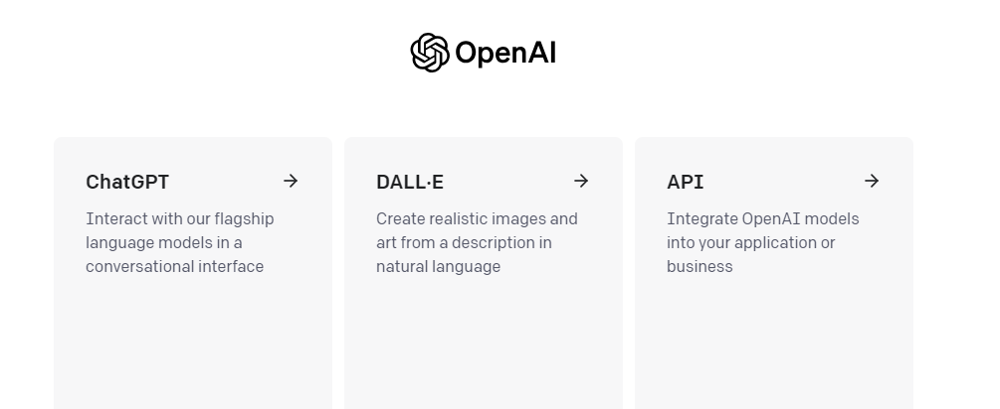 OpenAI
ChatGPT
Interact with our flagship
language models in a
conversational interface
DALL·E
Create realistic images and
art from a description in
natural language
API
Integrate OpenAI models
into your application or
business